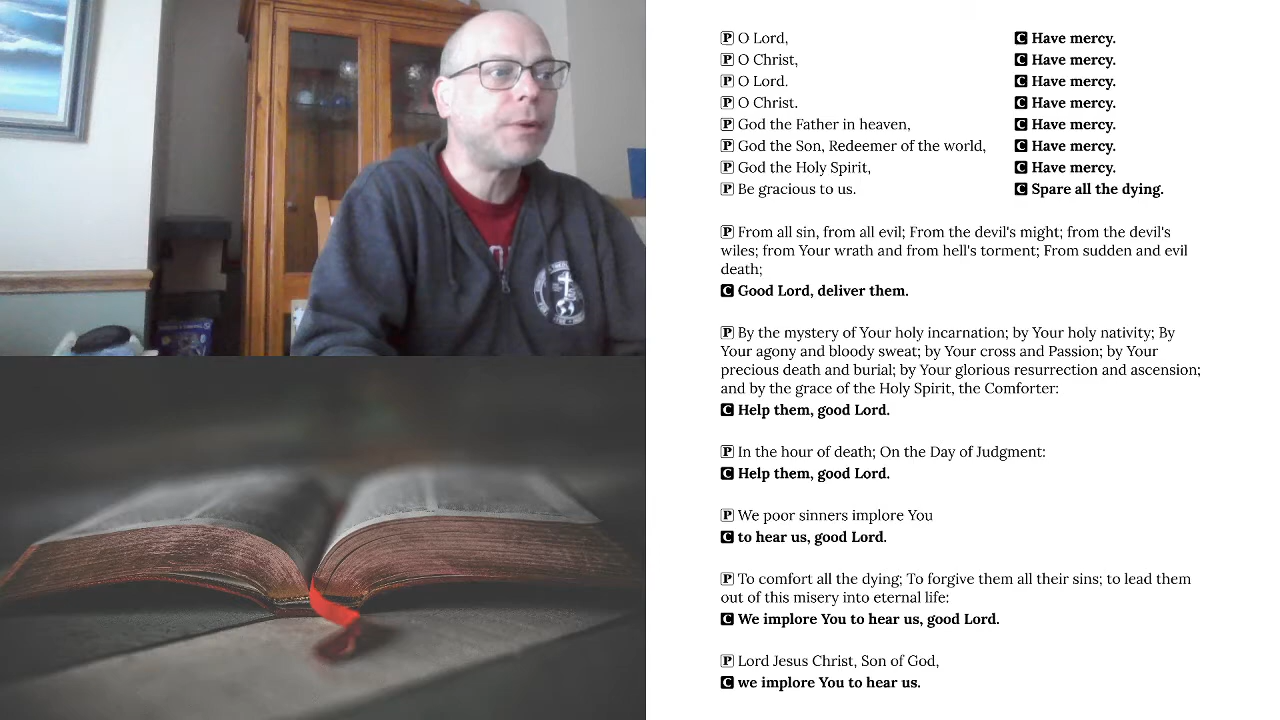 P O Lord, C Have mercy.
P O Christ, C Have mercy.
P O Lord. C Have mercy.
P O Christ. C Have mercy.
P God the Father in heaven, C Have mercy.
P God the Son, Redeemer of the world, C Have mercy.
P God the Holy Spirit, C Have mercy.
P Be gracious to us. C Spare all the dying.
P From all sin, from all evil; From the devil's might; from the devil's
wiles; from Your wrath and from hell's torment; From sudden and evil
death;
C Good Lord, deliver them.
P By the mystery of Your holy incarnation; by Your holy nativity; By
Your agony and bloody sweat; by Your cross and Passion; by Your
precious death and burial; by Your glorious resurrection and ascension;
and by the grace of the Holy Spirit, the Comforter:
C Help them, good Lord.
P In the hour of death; On the Day of Judgment:
C Help them, good Lord.
P We poor sinners implore You
C to hear us, good Lord.
P To comfort all the dying; To forgive them all their sins; to lead them
out of this misery into eternal life:
C We implore You to hear us, good Lord.
P Lord Jesus Christ, Son of God,
C we implore You to hear us.